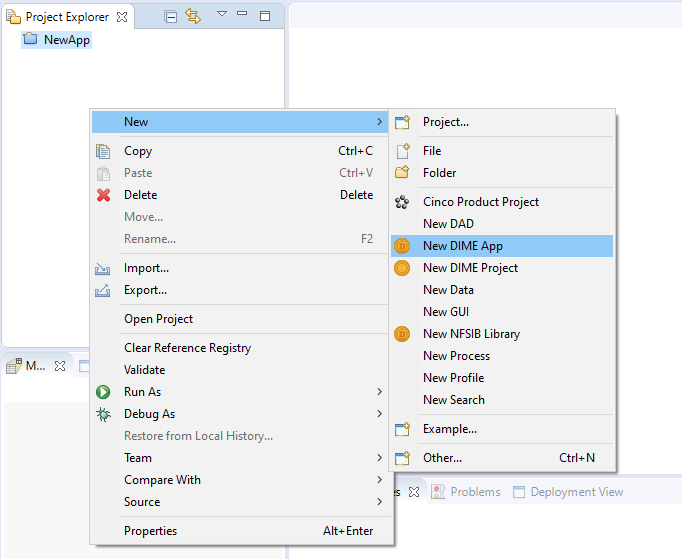 Project Explorer
NewApp
New
Copy Ctrl+C
Paste Ctrl+V
Delete Delete
Move...
Rename... F2
Import...
Export...
Open Project
Clear Reference Registry
Validate
Run As
Debug As
Restore from Local History...
Team
Compare With
Source
Properties Alt+Enter
Project...
File
Folder
Cinco Product Project
New DAD
New DIME App
New DIME Project
New Data
New GUI
New NFSIB Library
New Process
New Profile
New Search
Example...
Other... Ctrl+N
M...
Problems
Deployment View